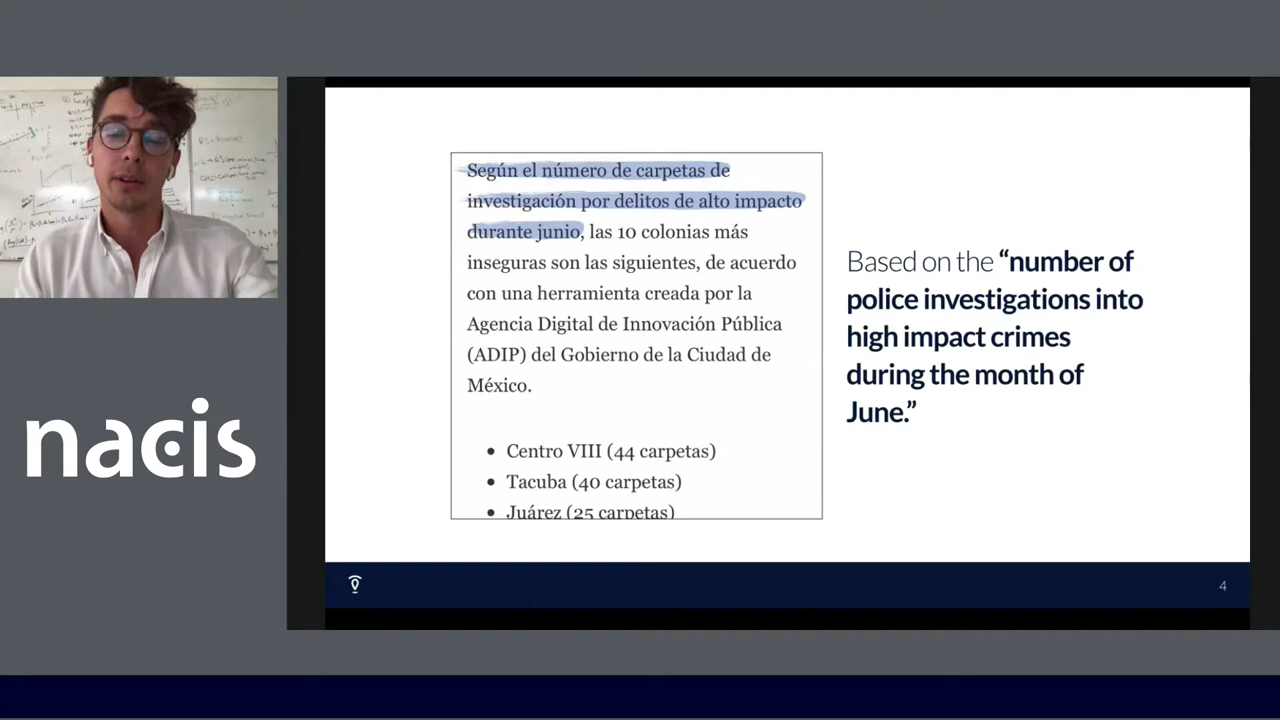 Según el número de carpetas de
investigación por delitos de alto impacto
durante junio, las 10 colonias más
inseguras son las siguientes, de acuerdo
con una herramienta creada por la
Agencia Digital de Innovación Pública
(ADIP) del Gobierno de la Ciudad de
México.
• Centro VIII (44 carpetas)
• Tacuba (40 carpetas)
• Juárez (25 carpetas)
Based on the “number of
police investigations into
high impact crimes
during the month of
June.”
nacis
4